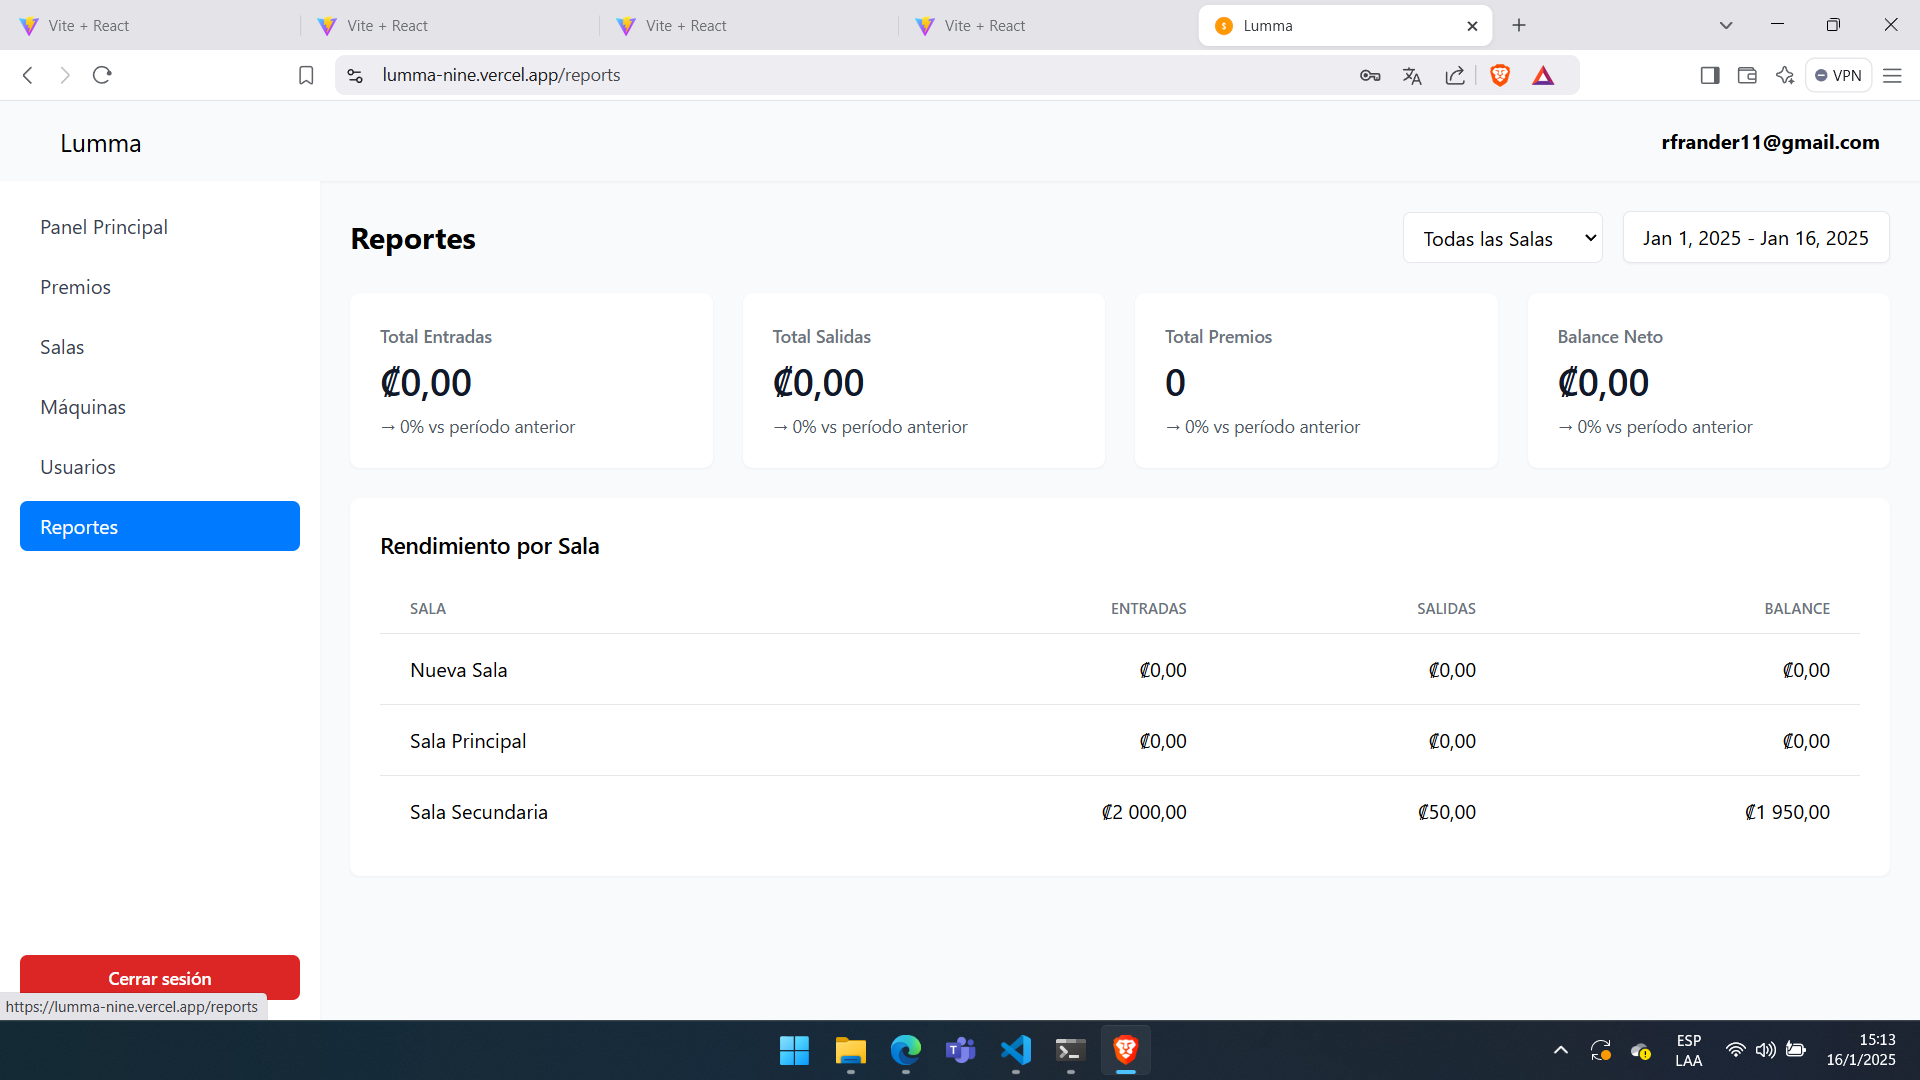 Vite + React
Vite + React
Vite + React
Vite + React
Lumma
lumma-nine.vercel.app/reports
VPN
Lumma
rfrander11@gmail.com
Panel Principal
Premios
Salas
Máquinas
Usuarios
Reportes
Cerrar sesión
Reportes
Todas las Salas
Jan 1, 2025 - Jan 16, 2025
Total Entradas
₡0,00
→ 0% vs período anterior
Total Salidas
₡0,00
→ 0% vs período anterior
Total Premios
0
→ 0% vs período anterior
Balance Neto
₡0,00
→ 0% vs período anterior
Rendimiento por Sala
SALA ENTRADAS SALIDAS BALANCE
Nueva Sala ₡0,00 ₡0,00 ₡0,00
Sala Principal ₡0,00 ₡0,00 ₡0,00
Sala Secundaria ₡2 000,00 ₡50,00 ₡1 950,00
https://lumma-nine.vercel.app/reports
ESP
LAA
15:13
16/1/2025